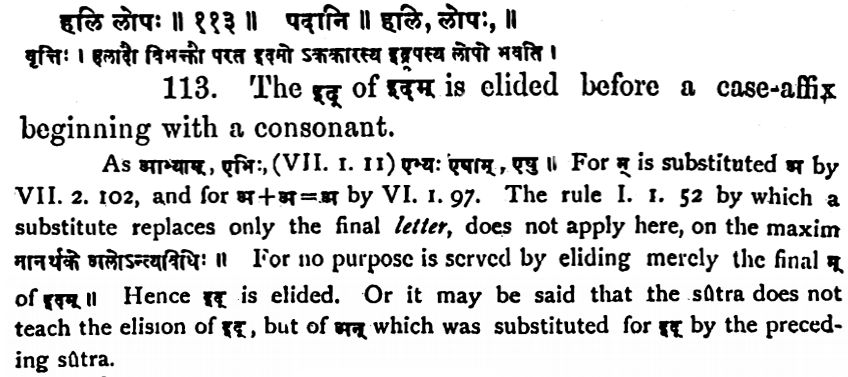 हलि लोपः ॥ ११३ ॥ पदानि ॥ हलि, लोपः, ॥
वृत्तिः । हलादौ विभक्तौ परत इदमो ऽककारस्य इद्रूपस्य लोपो भवति ।
113. The इद् of इदम् is elided before a case-affix
beginning with a consonant.
As आभ्याम्, एभिः, (VII. 1. 11) एभ्यः एषाम्, एषु ॥ For म् is substituted अ by
VII. 2. 102, and for अ+अ=अ by VI. 1. 97. The rule I. 1. 52 by which a
substitute replaces only the final letter, does not apply here, on the maxim
नानर्थके ऽलोऽन्त्यविधिः ॥ For no purpose is served by eliding merely the final म्
of इदम् ॥ Hence इद् is elided. Or it may be said that the sûtra does not
teach the elision of इद्, but of अन् which was substituted for इद् by the preced-
ing sûtra.